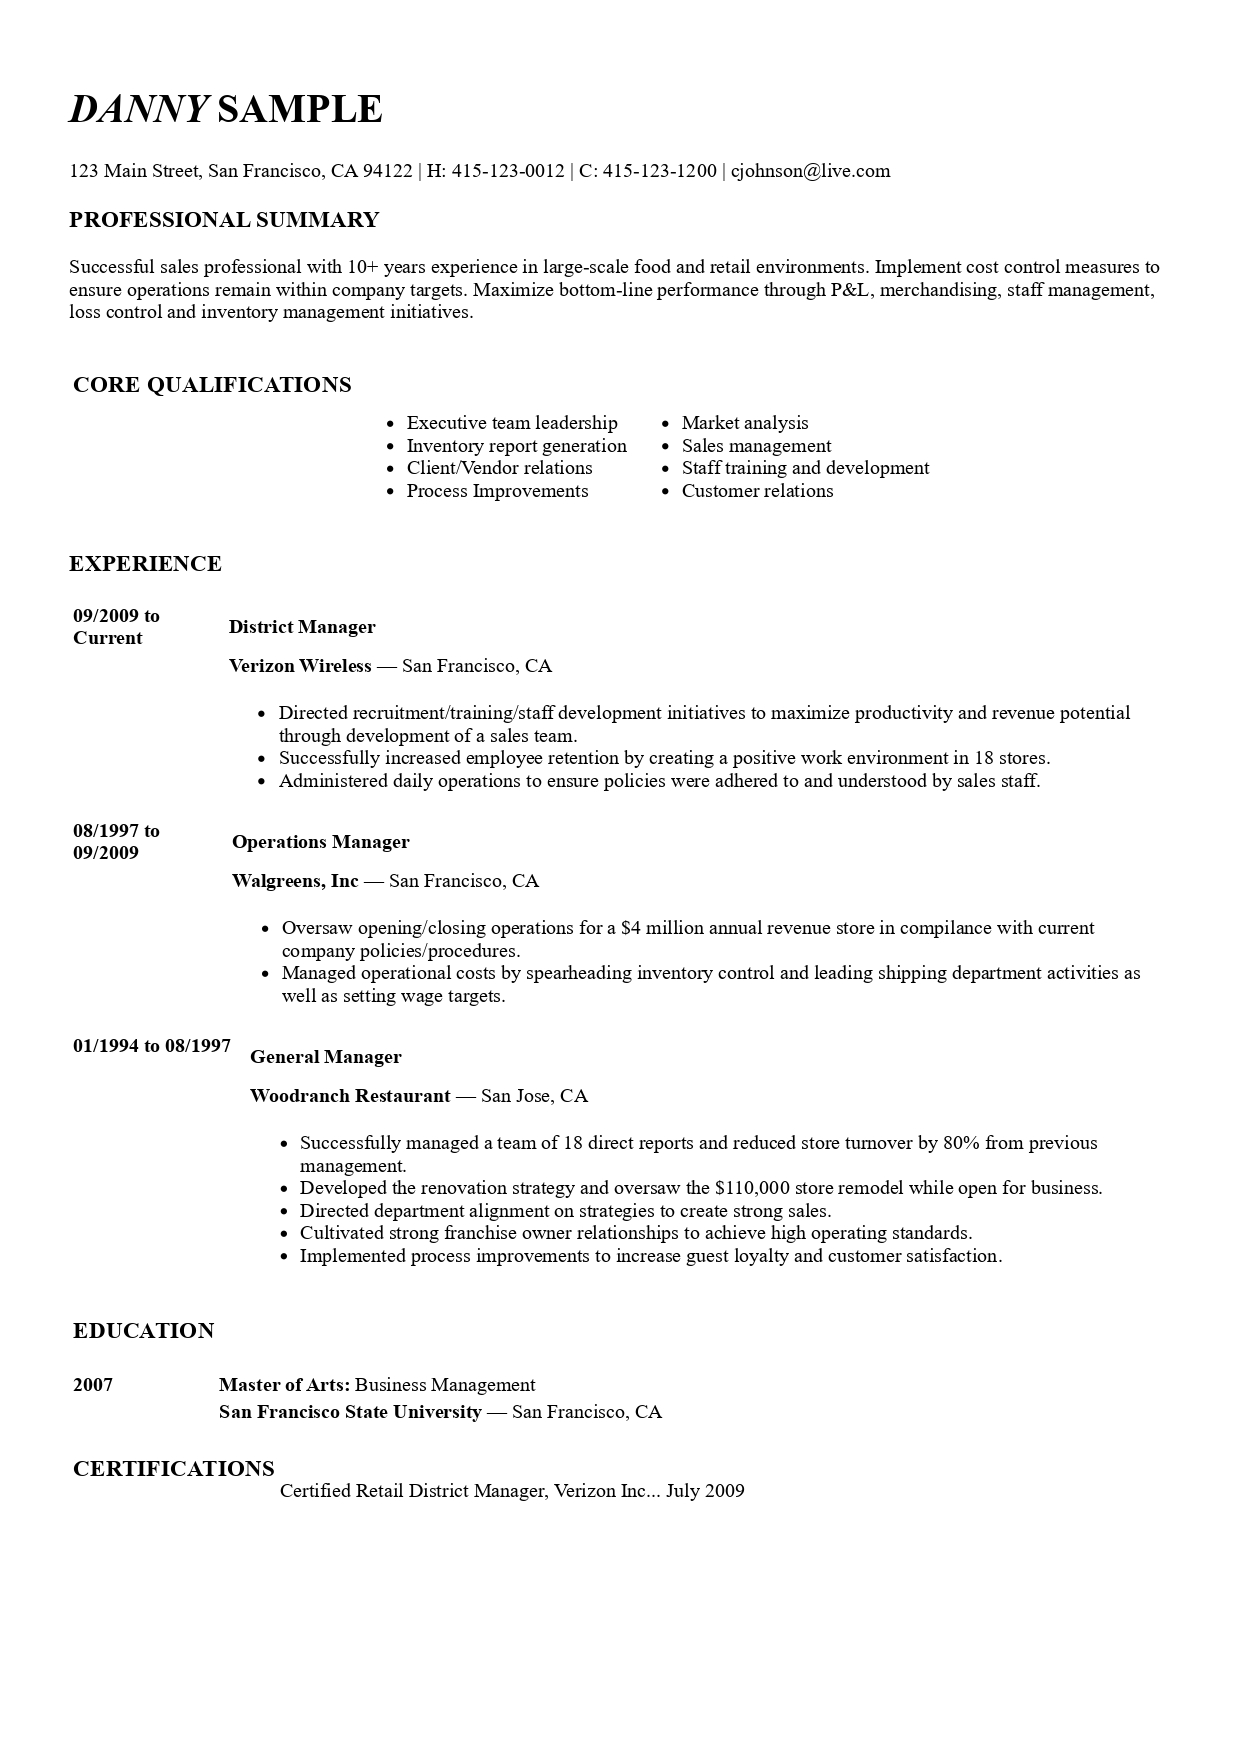 DANNY SAMPLE
123 Main Street, San Francisco, CA 94122 | H: 415-123-0012 | C: 415-123-1200 | cjohnson@live.com
PROFESSIONAL SUMMARY
Successful sales professional with 10+ years experience in large-scale food and retail environments. Implement cost control measures to
ensure operations remain within company targets. Maximize bottom-line performance through P&L, merchandising, staff management,
loss control and inventory management initiatives.
CORE QUALIFICATIONS
• Executive team leadership
• Inventory report generation
• Client/Vendor relations
• Process Improvements
• Market analysis
• Sales management
• Staff training and development
• Customer relations
EXPERIENCE
09/2009 to
Current
District Manager
Verizon Wireless — San Francisco, CA
• Directed recruitment/training/staff development initiatives to maximize productivity and revenue potential
through development of a sales team.
• Successfully increased employee retention by creating a positive work environment in 18 stores.
• Administered daily operations to ensure policies were adhered to and understood by sales staff.
08/1997 to
09/2009
Operations Manager
Walgreens, Inc — San Francisco, CA
• Oversaw opening/closing operations for a $4 million annual revenue store in compilance with current
company policies/procedures.
• Managed operational costs by spearheading inventory control and leading shipping department activities as
well as setting wage targets.
01/1994 to 08/1997
General Manager
Woodranch Restaurant — San Jose, CA
• Successfully managed a team of 18 direct reports and reduced store turnover by 80% from previous
management.
• Developed the renovation strategy and oversaw the $110,000 store remodel while open for business.
• Directed department alignment on strategies to create strong sales.
• Cultivated strong franchise owner relationships to achieve high operating standards.
• Implemented process improvements to increase guest loyalty and customer satisfaction.
EDUCATION
2007
Master of Arts: Business Management
San Francisco State University — San Francisco, CA
CERTIFICATIONS
Certified Retail District Manager, Verizon Inc... July 2009